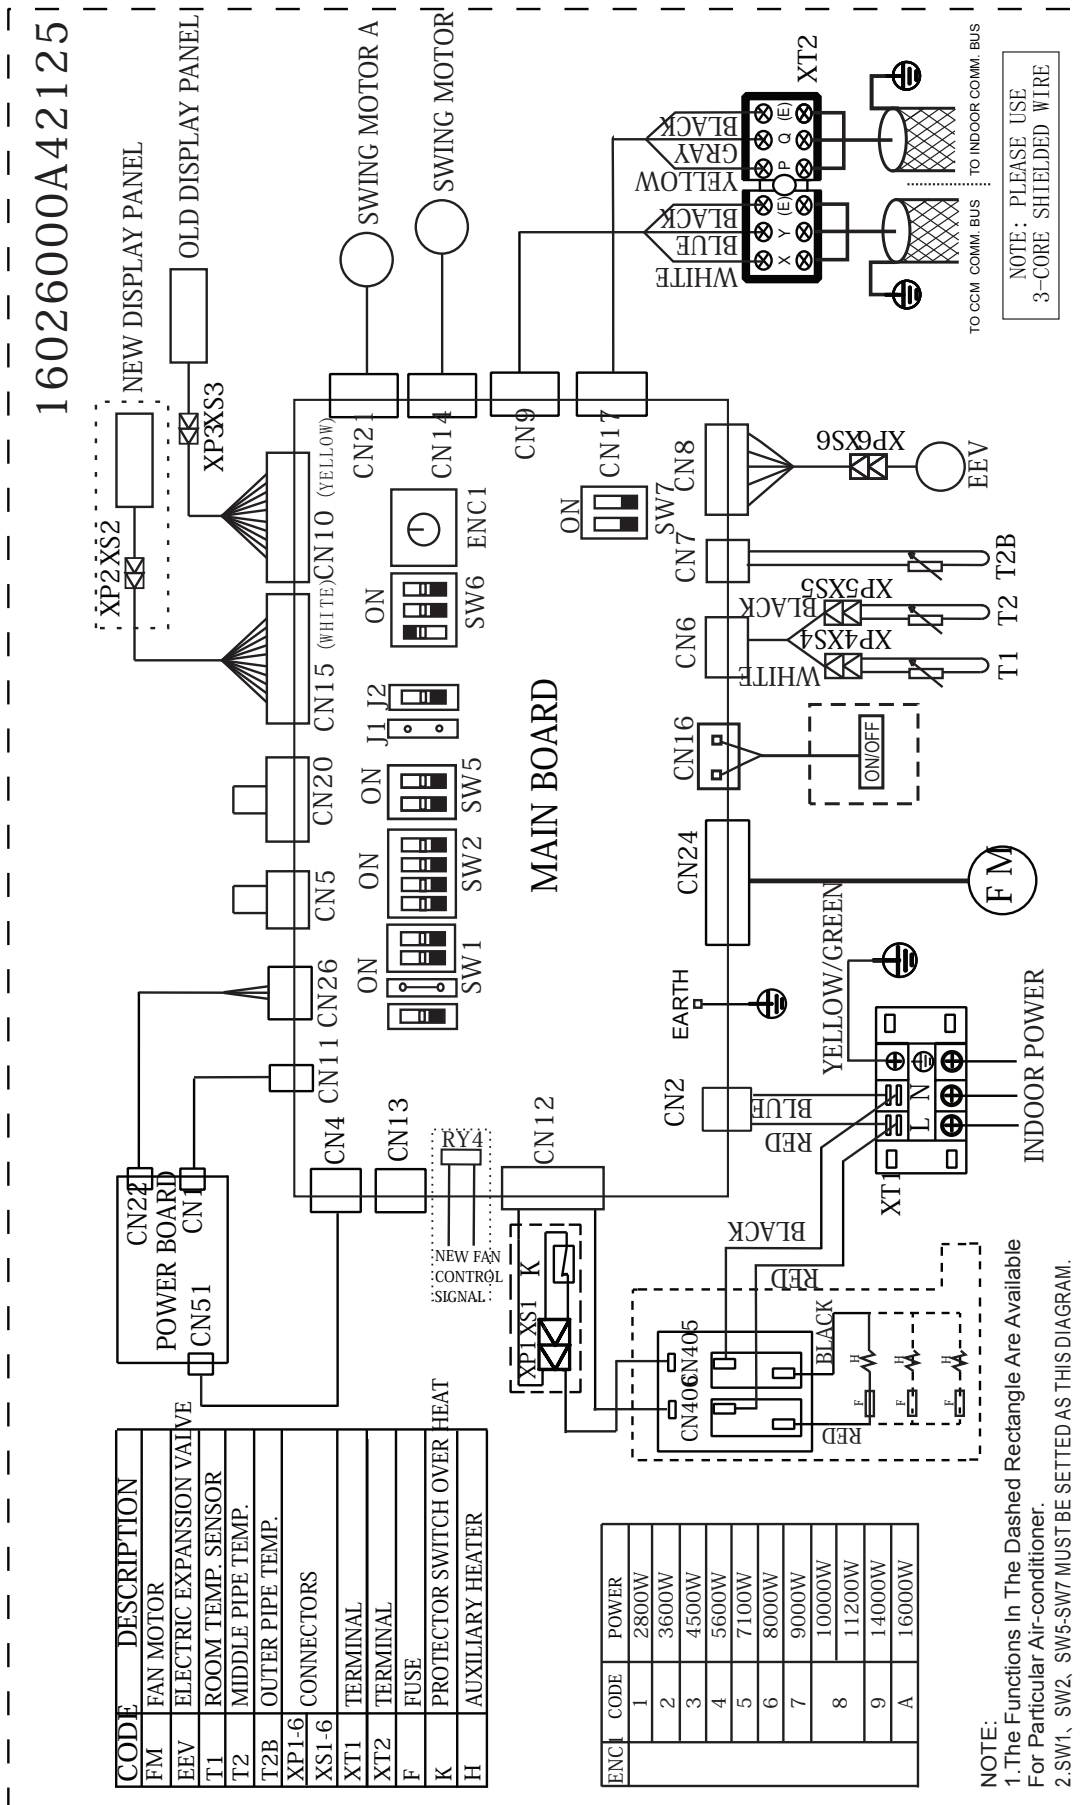 16026000A42125
NEW DISPLAY PANEL
OLD DISPLAY PANEL
SWING MOTOR A
SWING MOTOR
XP2 XS2
XP3 XS3
CN22
POWER BOARD
CN1
CN51
CN11
CN26
CN5
CN20
CN15 (WHITE)
CN10 (YELLOW)
CN21
CN14
CN9
CN17
CN4
CN13
RY4
NEW FAN
CONTROL
SIGNAL
CN12
ON
SW1
ON
SW2
ON
SW5
J1
J2
ON
SW6
ENC1
ON
SW7
MAIN BOARD
XP1 XS1
K
CN2
EARTH
CN24
CN16
CN6
CN7
CN8
BLACK
GRAY
YELLOW
BLACK
BLUE
WHITE
XT2
X
Y
(E)
P
Q
(E)
TO CCM COMM. BUS
TO INDOOR COMM. BUS
NOTE: PLEASE USE
3-CORE SHIELDED WIRE
XP6 XS6
EEV
T2B
BLACK
XP5 XS5
T2
WHITE
XP4 XS4
T1
ON/OFF
F M
YELLOW/GREEN
RED
BLUE
XT1
L
N
INDOOR POWER
BLACK
RED
CN406
CN405
BLACK
RED
H
H
H
F
F
F
CODE DESCRIPTION
FM FAN MOTOR
EEV ELECTRIC EXPANSION VALVE
T1 ROOM TEMP. SENSOR
T2 MIDDLE PIPE TEMP.
T2B OUTER PIPE TEMP.
XP1-6
XS1-6
CONNECTORS
XT1 TERMINAL
XT2 TERMINAL
F FUSE
K PROTECTOR SWITCH OVER HEAT
H AUXILIARY HEATER
ENC1 CODE POWER
1 2800W
2 3600W
3 4500W
4 5600W
5 7100W
6 8000W
7 9000W
8 10000W
11200W
9 14000W
A 16000W
NOTE:
1.The Functions In The Dashed Rectangle Are Available
For Particular Air-conditioner.
2.SW1、SW2、SW5-SW7 MUST BE SETTED AS THIS DIAGRAM.